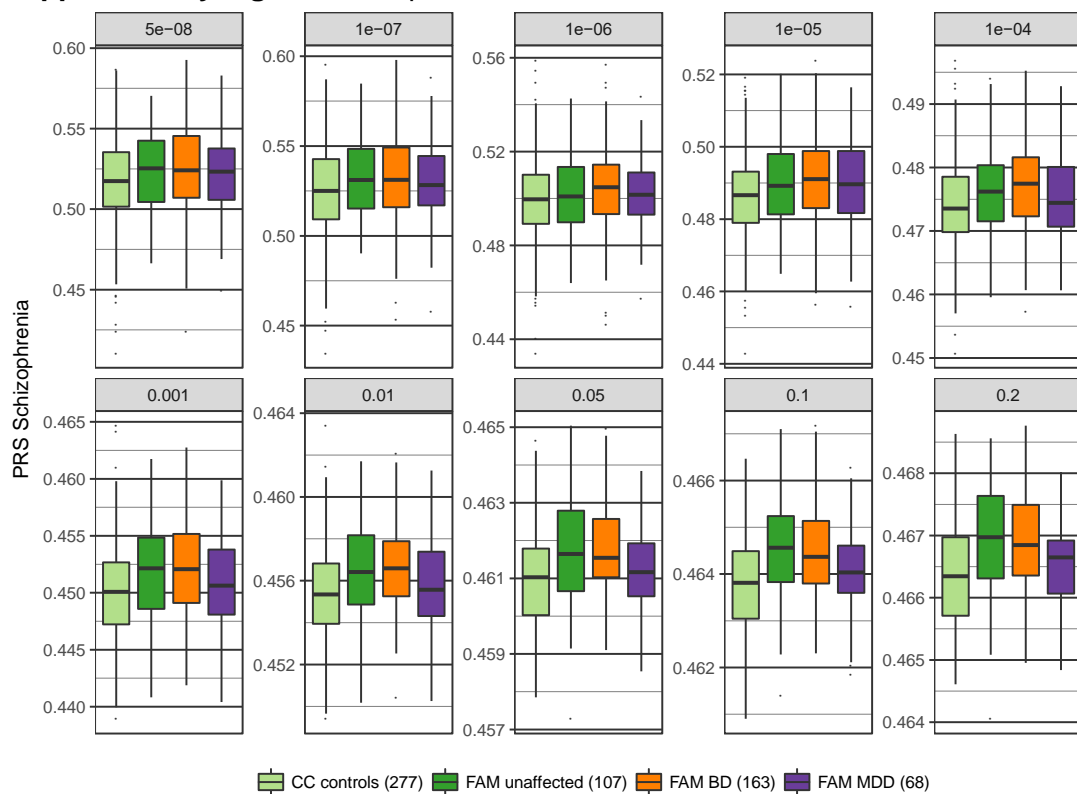 5e−08 1e−07 1e−06 1e−05 1e−04
0.60 0.55 0.50 0.45
0.60 0.55 0.50 0.45
0.56 0.52 0.48 0.44
0.52 0.50 0.48 0.46 0.44
0.49 0.48 0.47 0.46 0.45
PRS Schizophrenia
0.001 0.01 0.05 0.1 0.2
0.465 0.460 0.455 0.450 0.445 0.440
0.464 0.460 0.456 0.452
0.465 0.463 0.461 0.459 0.457
0.466 0.464 0.462
0.468 0.467 0.466 0.465 0.464
CC controls (277) FAM unaffected (107) FAM BD (163) FAM MDD (68)